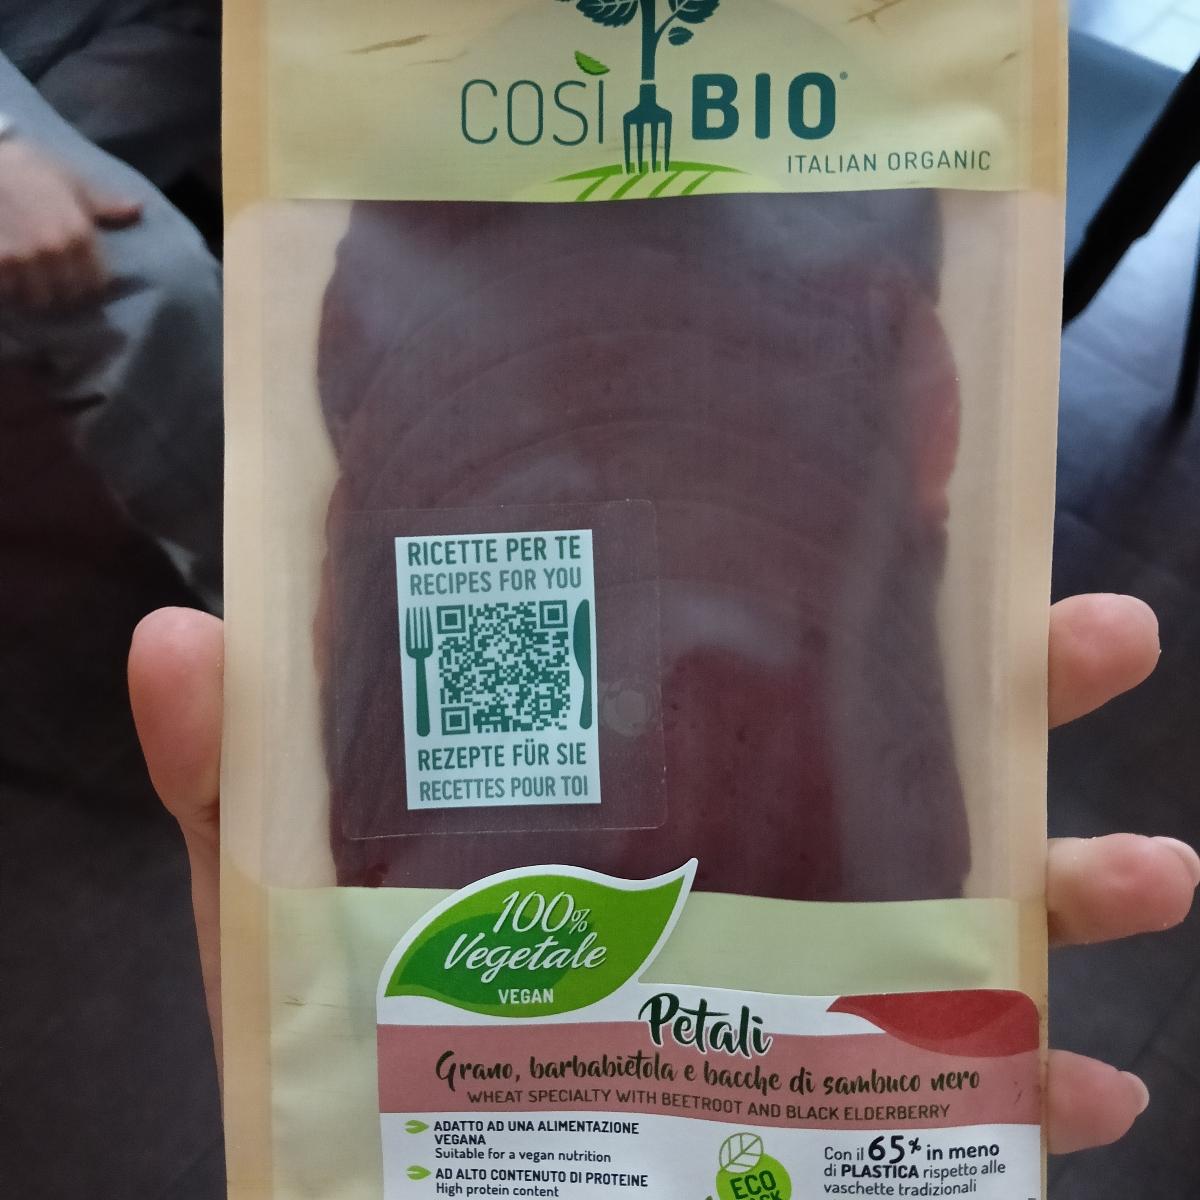 COSÌ BIO®
ITALIAN ORGANIC
RICETTE PER TE
RECIPES FOR YOU
REZEPTE FÜR SIE
RECETTES POUR TOI
100%
Vegetale
VEGAN
Petali
Grano, barbabietola e bacche di sambuco nero
WHEAT SPECIALTY WITH BEETROOT AND BLACK ELDERBERRY
ADATTO AD UNA ALIMENTAZIONE
VEGANA
Suitable for a vegan nutrition
AD ALTO CONTENUTO DI PROTEINE
High protein content
ECO
Con il 65% in meno
di PLASTICA rispetto alle
vaschette tradizionali